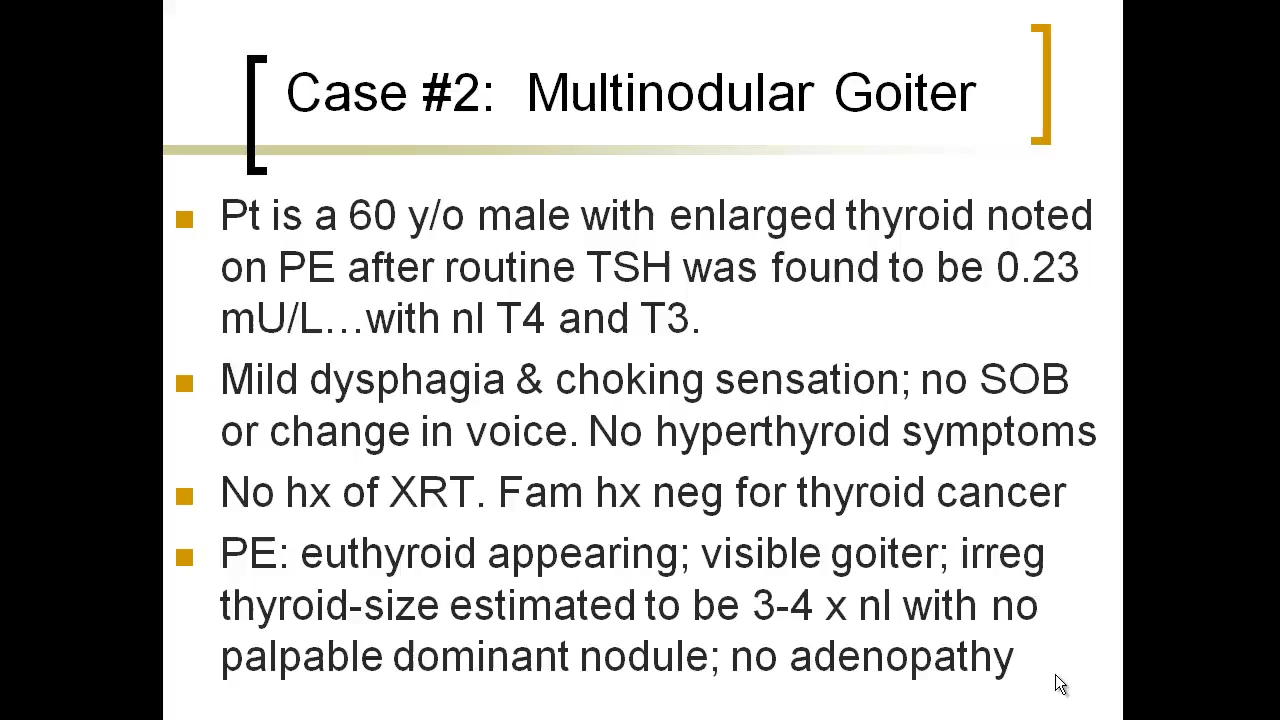 Case #2: Multinodular Goiter
Pt is a 60 y/o male with enlarged thyroid noted
on PE after routine TSH was found to be 0.23
mU/L…with nl T4 and T3.
Mild dysphagia & choking sensation; no SOB
or change in voice. No hyperthyroid symptoms
No hx of XRT. Fam hx neg for thyroid cancer
PE: euthyroid appearing; visible goiter; irreg
thyroid-size estimated to be 3-4 x nl with no
palpable dominant nodule; no adenopathy